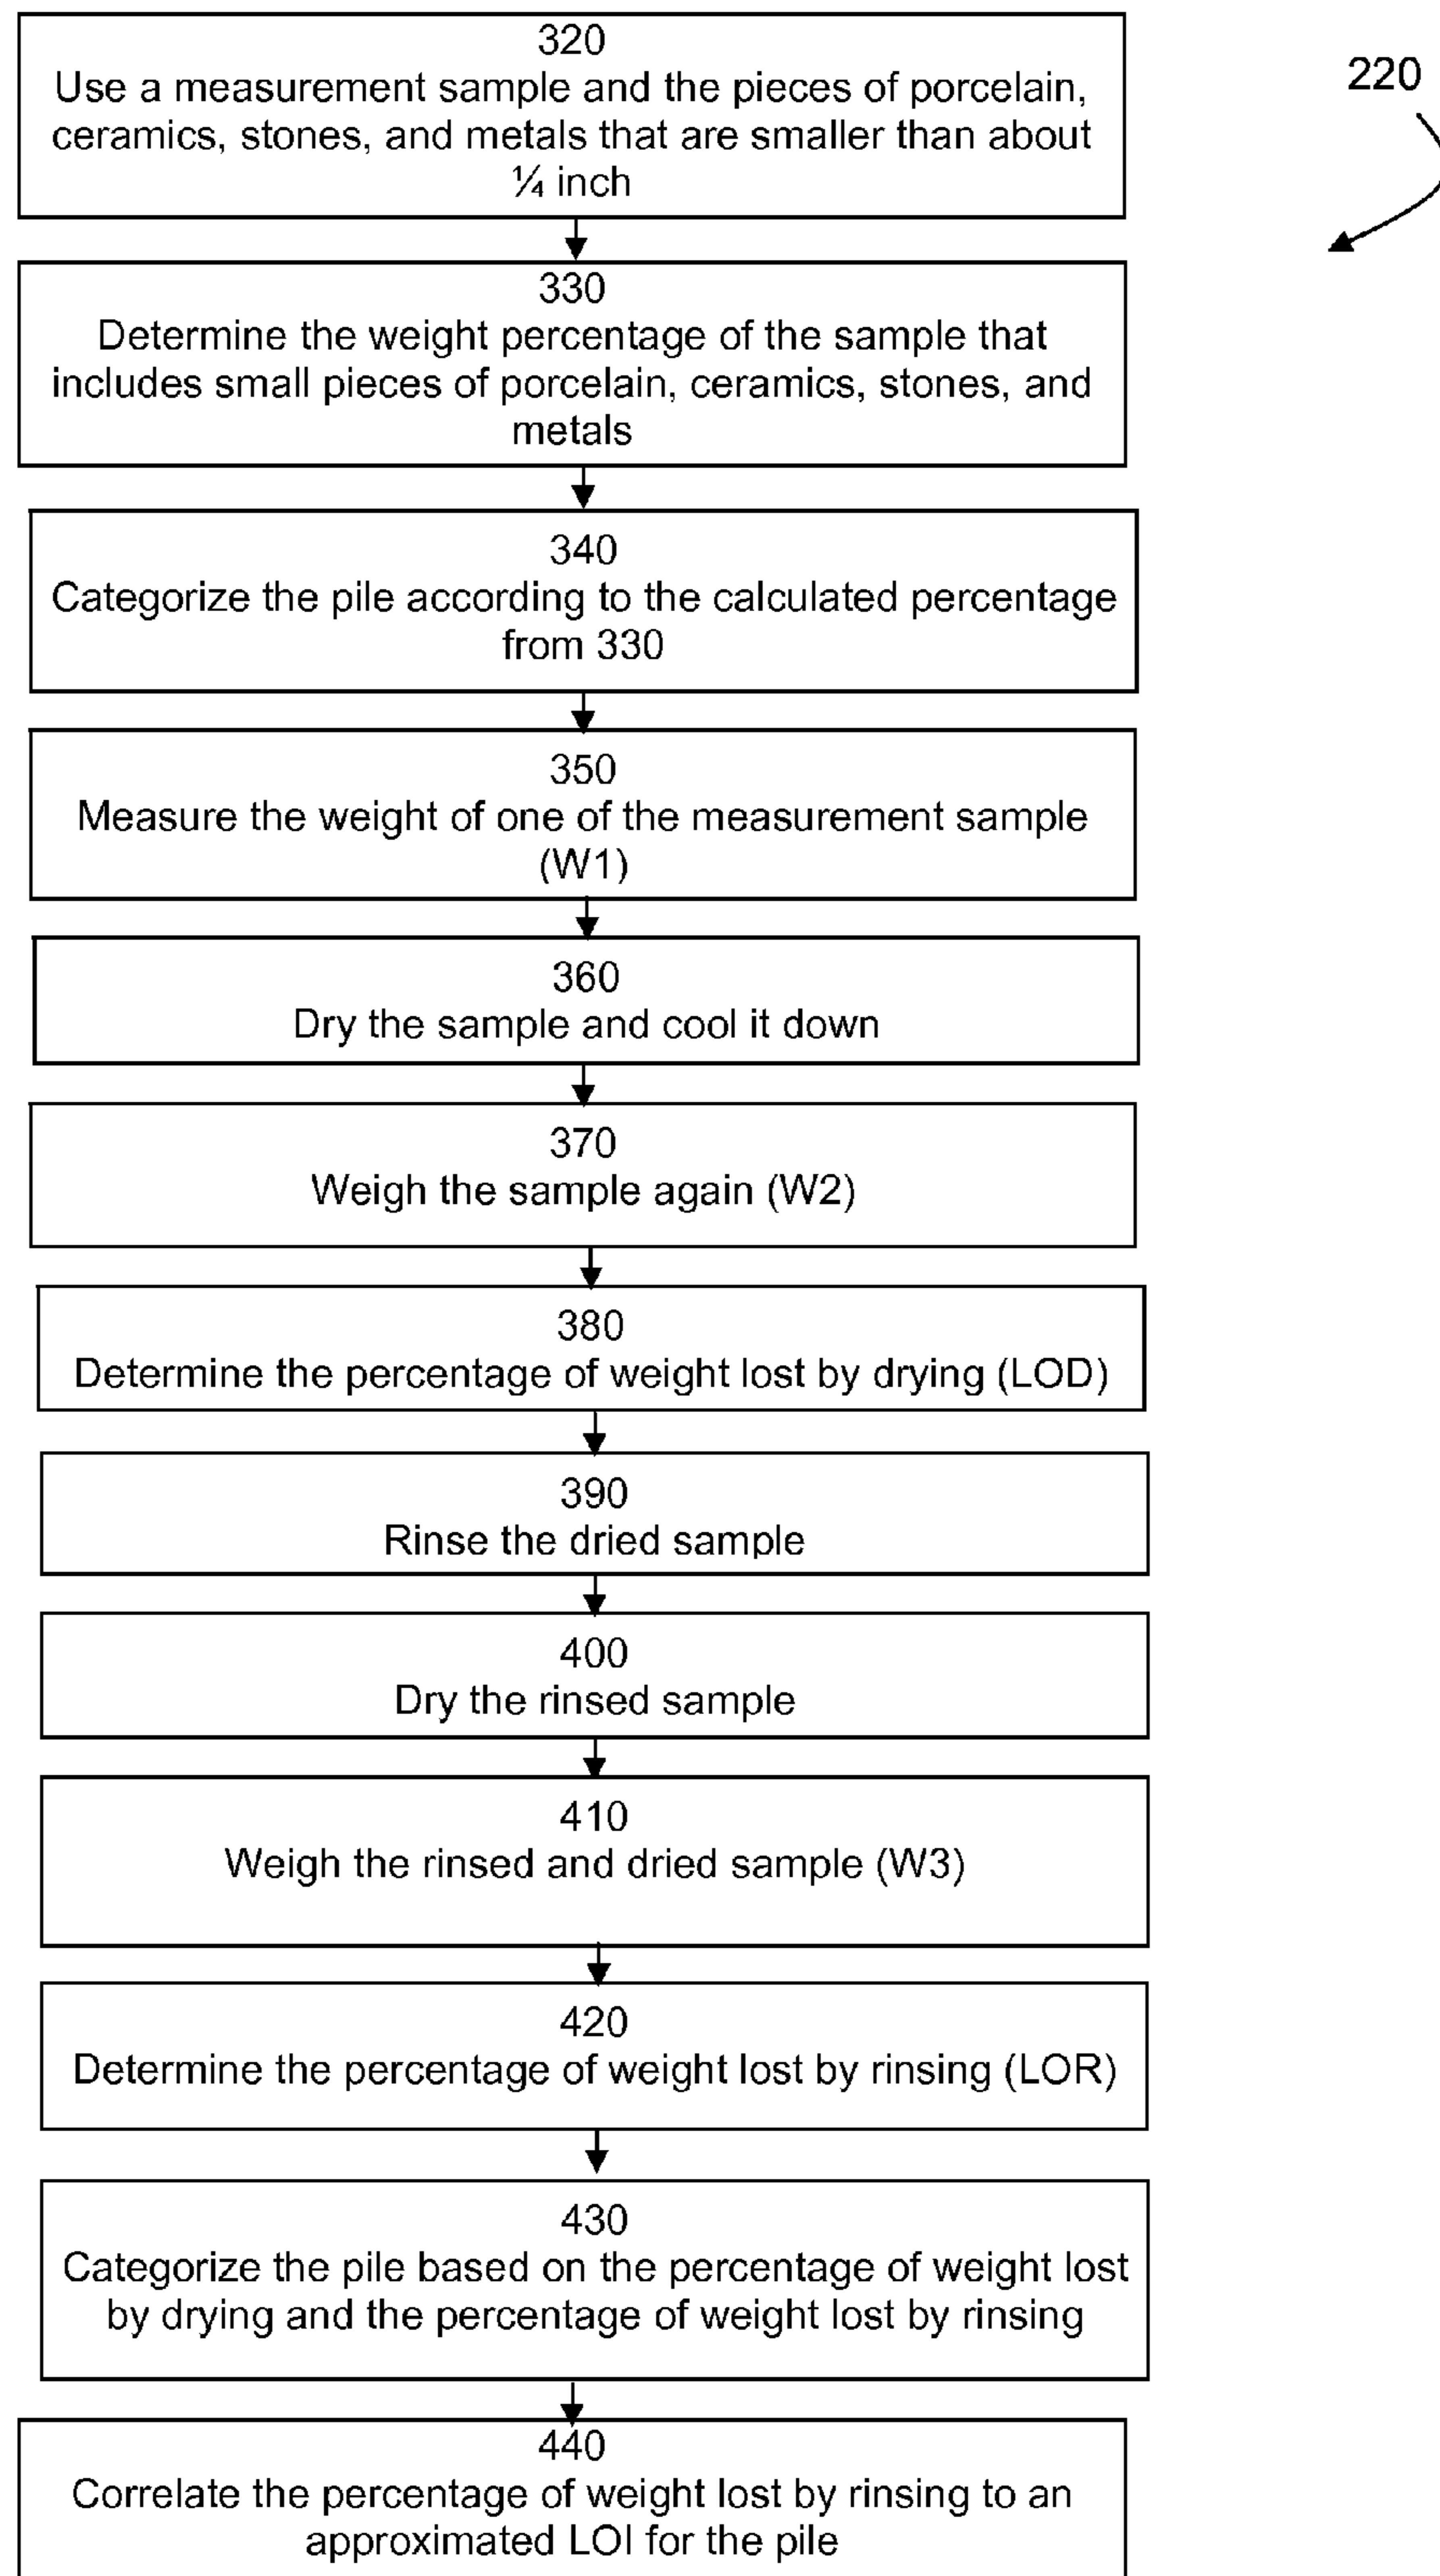 320
Use a measurement sample and the pieces of porcelain,
ceramics, stones, and metals that are smaller than about
¼ inch
220
330
Determine the weight percentage of the sample that
includes small pieces of porcelain, ceramics, stones, and
metals
340
Categorize the pile according to the calculated percentage
from 330
350
Measure the weight of one of the measurement sample
(W1)
360
Dry the sample and cool it down
370
Weigh the sample again (W2)
380
Determine the percentage of weight lost by drying (LOD)
390
Rinse the dried sample
400
Dry the rinsed sample
410
Weigh the rinsed and dried sample (W3)
420
Determine the percentage of weight lost by rinsing (LOR)
430
Categorize the pile based on the percentage of weight lost
by drying and the percentage of weight lost by rinsing
440
Correlate the percentage of weight lost by rinsing to an
approximated LOI for the pile